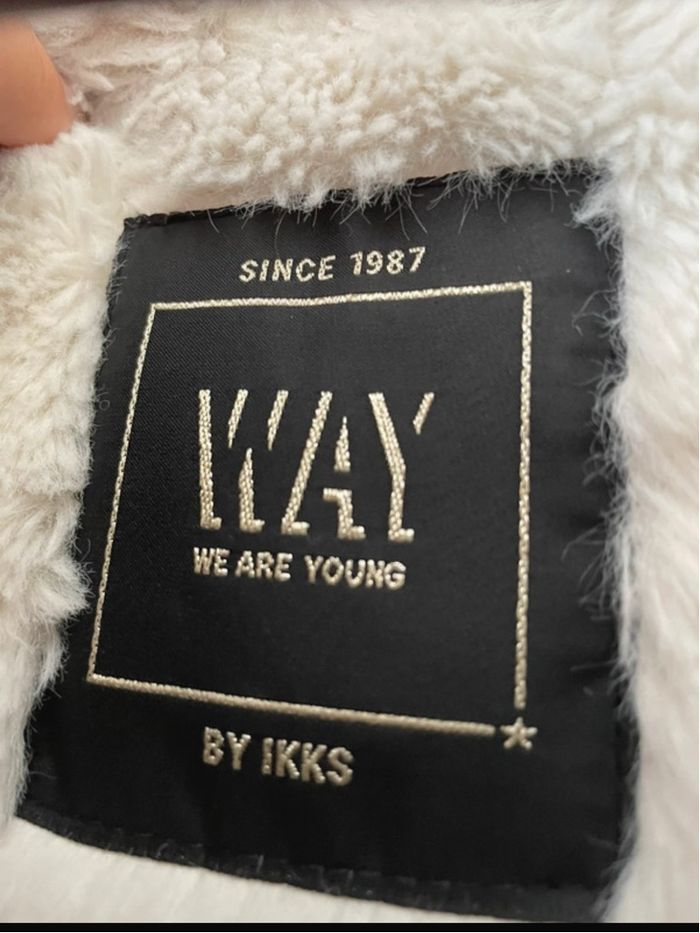 SINCE 1987
WAY
WE ARE YOUNG
BY IKKS